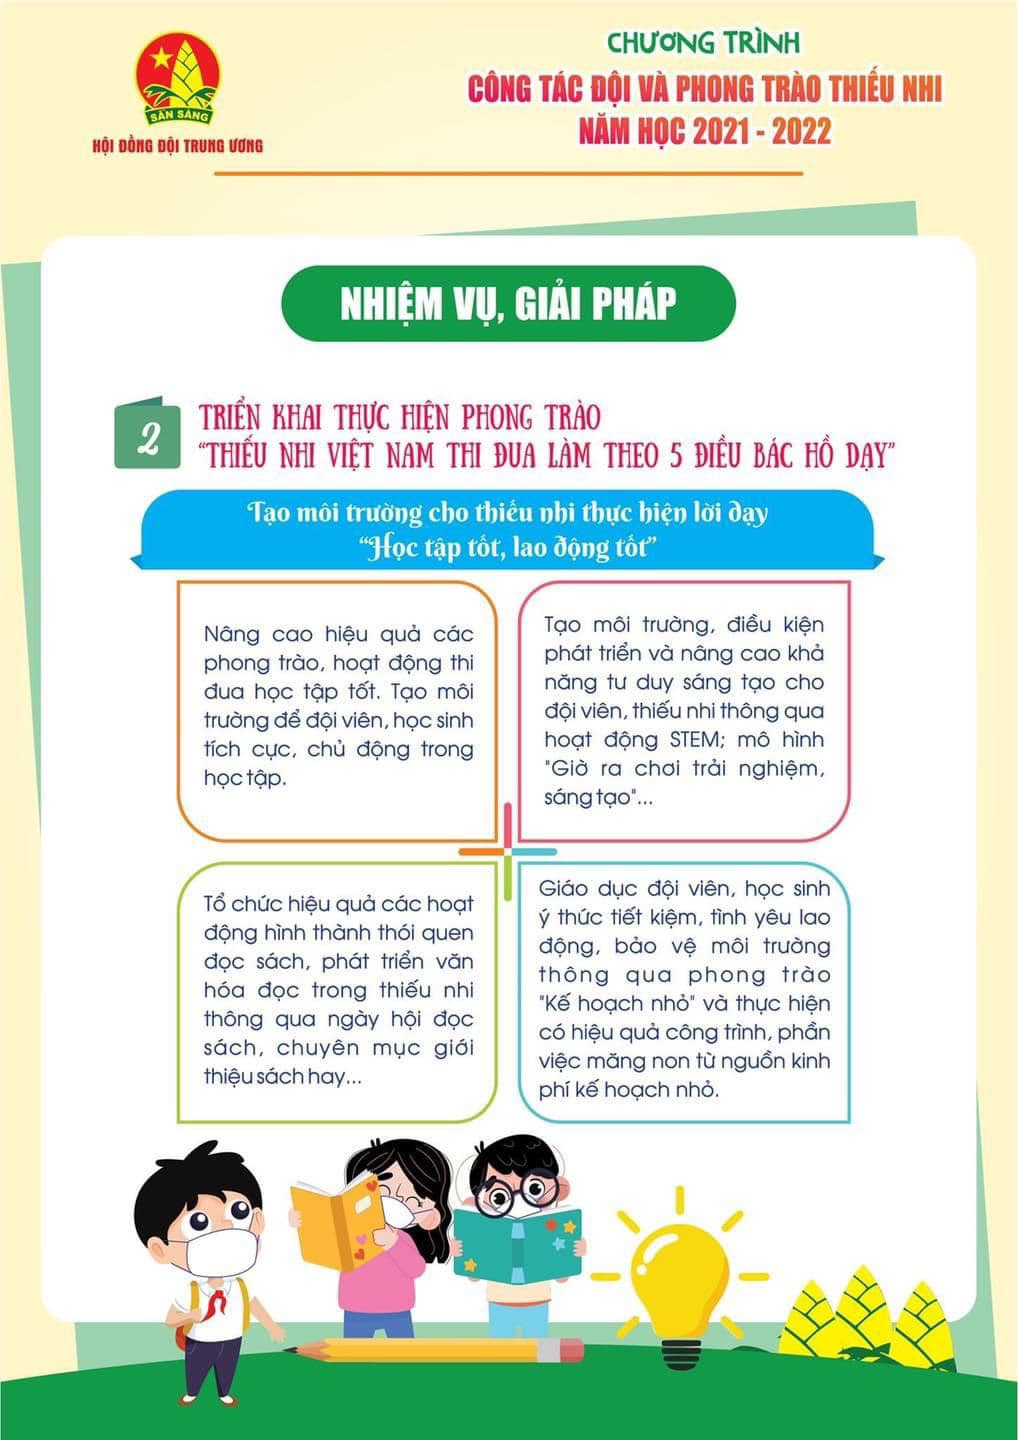 SẴN SÀNG
HỘI ĐỒNG ĐỘI TRUNG ƯƠNG
CHƯƠNG TRÌNH
CÔNG TÁC ĐỘI VÀ PHONG TRÀO THIẾU NHI
NĂM HỌC 2021 - 2022
NHIỆM VỤ, GIẢI PHÁP
2
TRIỂN KHAI THỰC HIỆN PHONG TRÀO
“THIẾU NHI VIỆT NAM THI ĐUA LÀM THEO 5 ĐIỀU BÁC HỒ DẠY”
Tạo môi trường cho thiếu nhi thực hiện lời dạy
“Học tập tốt, lao động tốt”
Nâng cao hiệu quả các
phong trào, hoạt động thi
đua học tập tốt. Tạo môi
trường để đội viên, học sinh
tích cực, chủ động trong
học tập.
Tạo môi trường, điều kiện
phát triển và nâng cao khả
năng tư duy sáng tạo cho
đội viên, thiếu nhi thông qua
hoạt động STEM; mô hình
"Giờ ra chơi trải nghiệm,
sáng tạo"...
Tổ chức hiệu quả các hoạt
động hình thành thói quen
đọc sách, phát triển văn
hóa đọc trong thiếu nhi
thông qua ngày hội đọc
sách, chuyên mục giới
thiệu sách hay...
Giáo dục đội viên, học sinh
ý thức tiết kiệm, tình yêu lao
động, bảo vệ môi trường
thông qua phong trào
"Kế hoạch nhỏ" và thực hiện
có hiệu quả công trình, phần
việc măng non từ nguồn kinh
phí kế hoạch nhỏ.